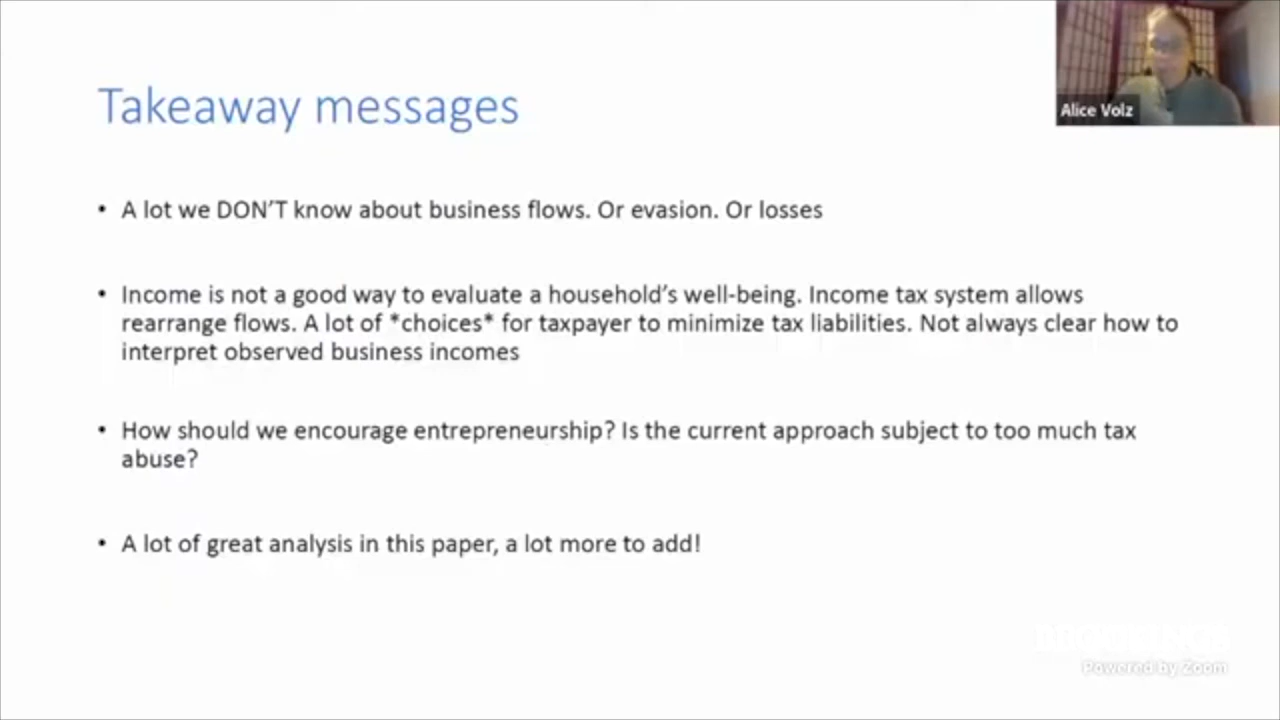 Takeaway messages
Alice Volz
• A lot we DON'T know about business flows. Or evasion. Or losses
• Income is not a good way to evaluate a household's well-being. Income tax system allows
rearrange flows. A lot of *choices* for taxpayer to minimize tax liabilities. Not always clear how to
interpret observed business incomes
• How should we encourage entrepreneurship? Is the current approach subject to too much tax
abuse?
• A lot of great analysis in this paper, a lot more to add!
Powered by Zoom